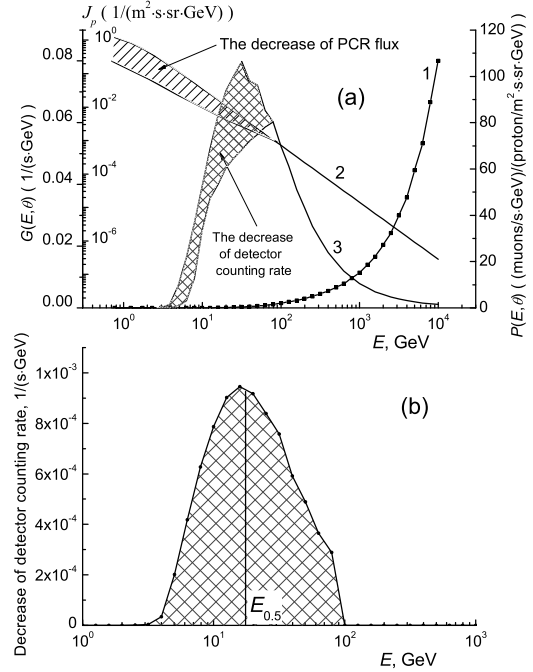 J_p ( 1/(m²·s·sr·GeV) )
0.08
0.06
0.04
0.02
0.00
G(E,θ) ( 1/(s·GeV) )
10⁰
10⁻²
10⁻⁴
10⁻⁶
The decrease of PCR flux
(a)
1
2
3
The decrease
of detector
counting rate
120
100
80
60
40
20
0
P(E,θ) ( (muons/s·GeV)/(proton/m²·s·sr·GeV) )
10⁰ 10¹ 10² 10³ 10⁴
E, GeV
Decrease of detector counting rate, 1/(s·GeV)
1x10⁻³
8x10⁻⁴
6x10⁻⁴
4x10⁻⁴
2x10⁻⁴
0
(b)
E₀.₅
10⁰ 10¹ 10² 10³
E, GeV